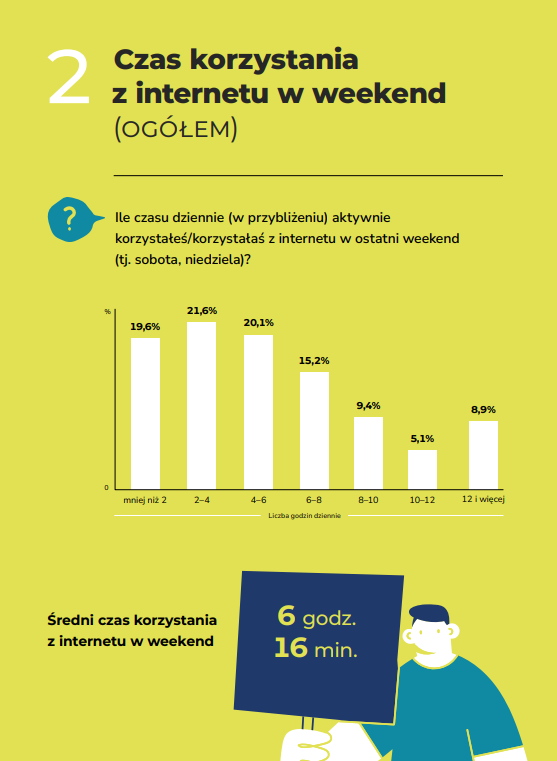 2
Czas korzystania
z internetu w weekend
(OGÓŁEM)
?
Ile czasu dziennie (w przybliżeniu) aktywnie
korzystałeś/korzystałaś z internetu w ostatni weekend
(tj. sobota, niedziela)?
%
19,6% 21,6% 20,1% 15,2% 9,4% 5,1% 8,9%
0
mniej niż 2 2–4 4–6 6–8 8–10 10–12 12 i więcej
Liczba godzin dziennie
Średni czas korzystania
z internetu w weekend
6 godz.
16 min.